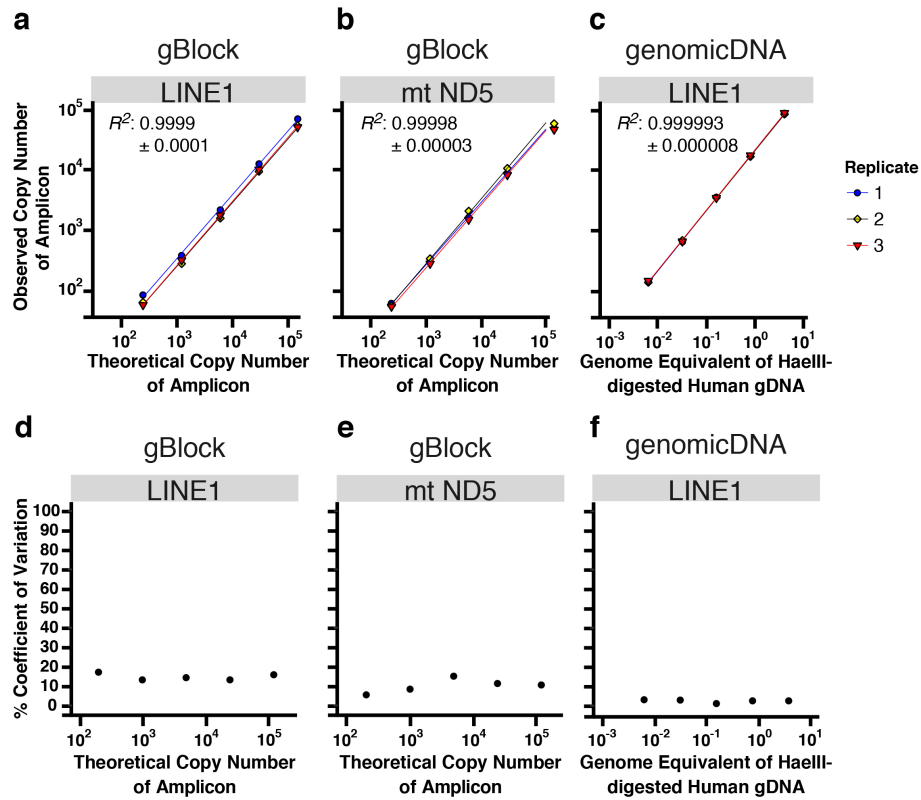 a
gBlock
LINE1
R²: 0.9999
± 0.0001
10⁵
10⁴
10³
10²
Observed Copy Number
of Amplicon
10² 10³ 10⁴ 10⁵
Theoretical Copy Number
of Amplicon
b
gBlock
mt ND5
R²: 0.99998
± 0.00003
10² 10³ 10⁴ 10⁵
Theoretical Copy Number
of Amplicon
c
genomicDNA
LINE1
R²: 0.999993
± 0.000008
10⁻³ 10⁻² 10⁻¹ 10⁰ 10¹
Genome Equivalent of HaeIII-
digested Human gDNA
Replicate
1
2
3
d
gBlock
LINE1
100
90
80
70
60
50
40
30
20
10
0
% Coefficient of Variation
10² 10³ 10⁴ 10⁵
Theoretical Copy Number
of Amplicon
e
gBlock
mt ND5
10² 10³ 10⁴ 10⁵
Theoretical Copy Number
of Amplicon
f
genomicDNA
LINE1
10⁻³ 10⁻² 10⁻¹ 10⁰ 10¹
Genome Equivalent of HaeIII-
digested Human gDNA